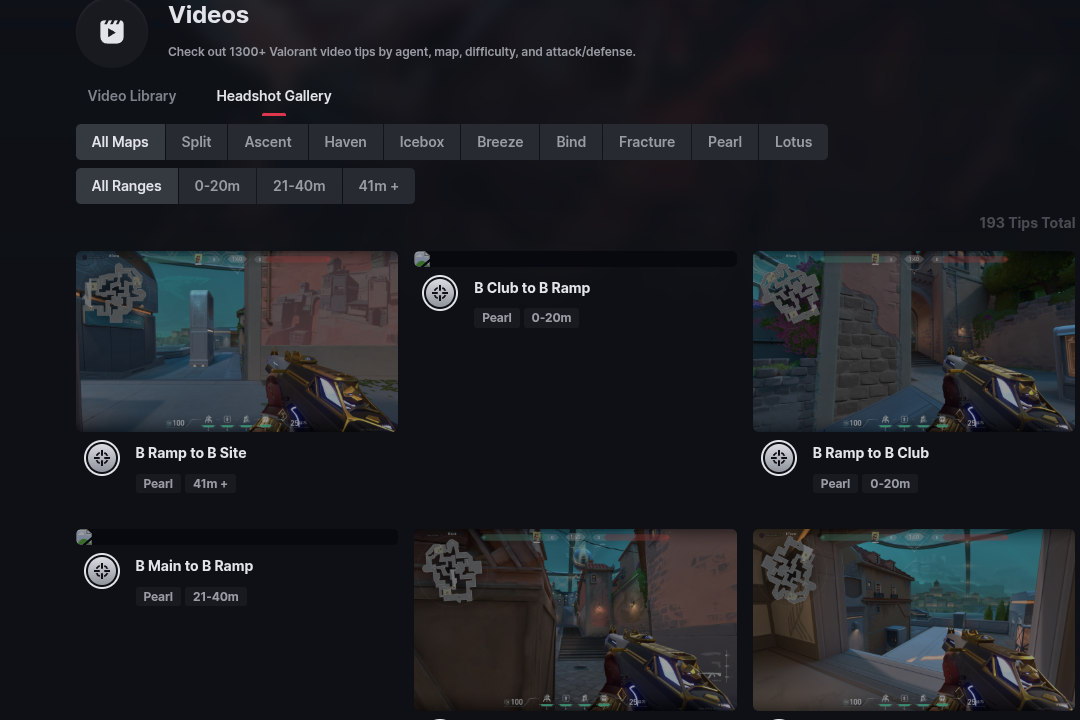 Videos
Check out 1300+ Valorant video tips by agent, map, difficulty, and attack/defense.
Video Library
Headshot Gallery
All Maps
Split
Ascent
Haven
Icebox
Breeze
Bind
Fracture
Pearl
Lotus
All Ranges
0-20m
21-40m
41m +
193 Tips Total
B Ramp to B Site
Pearl
41m +
B Club to B Ramp
Pearl
0-20m
B Ramp to B Club
Pearl
0-20m
B Main to B Ramp
Pearl
21-40m